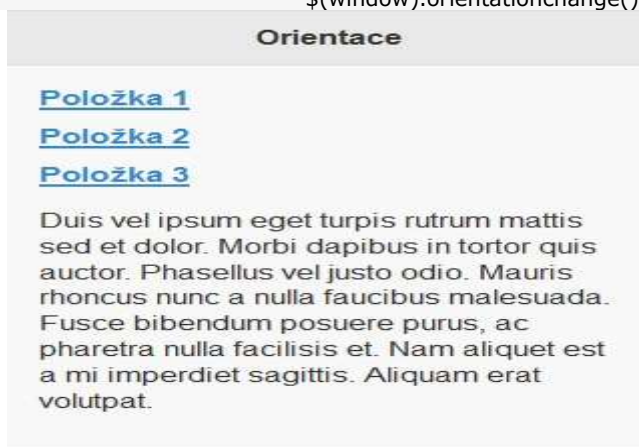 $(window).orientationchange()
Orientace
Položka 1
Položka 2
Položka 3
Duis vel ipsum eget turpis rutrum mattis
sed et dolor. Morbi dapibus in tortor quis
auctor. Phasellus vel justo odio. Mauris
rhoncus nunc a nulla faucibus malesuada.
Fusce bibendum posuere purus, ac
pharetra nulla facilisis et. Nam aliquet est
a mi imperdiet sagittis. Aliquam erat
volutpat.